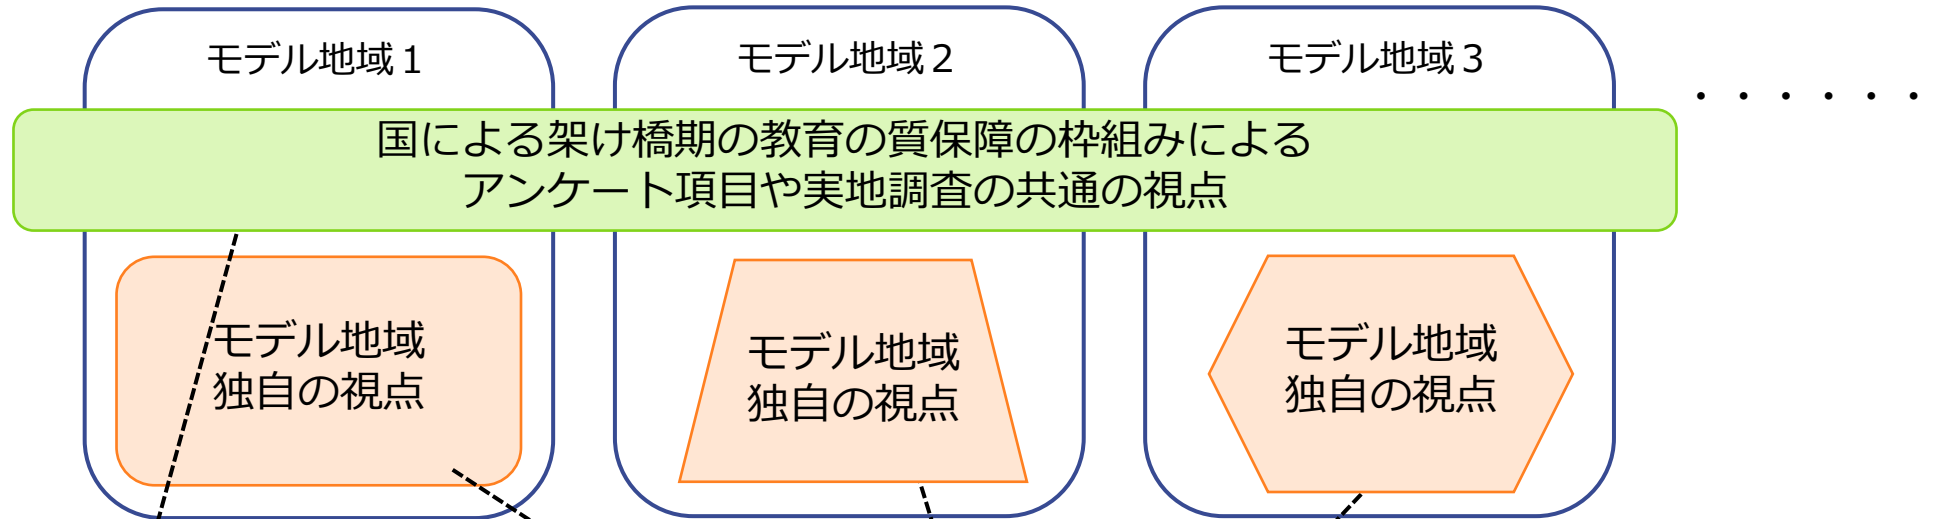 モデル地域１
モデル地域２
モデル地域３
・・・・・・
国による架け橋期の教育の質保障の枠組みによる
アンケート項目や実地調査の共通の視点
モデル地域
独自の視点
モデル地域
独自の視点
モデル地域
独自の視点